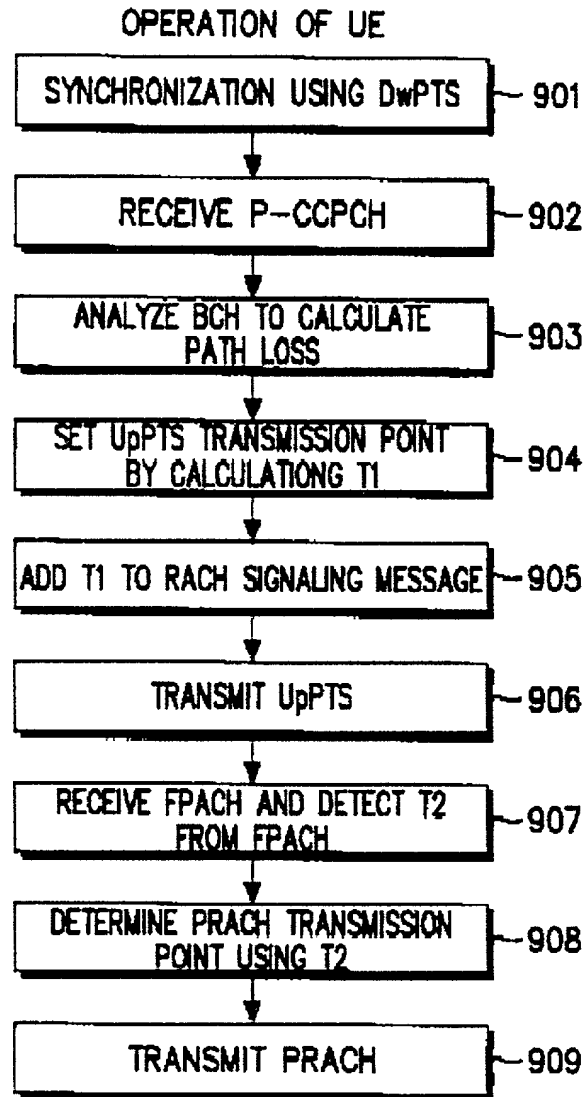 OPERATION OF UE
SYNCHRONIZATION USING DwPTS
901
RECEIVE P-CCPCH
902
ANALYZE BCH TO CALCULATE
PATH LOSS
903
SET UpPTS TRANSMISSION POINT
BY CALCULATIONG T1
904
ADD T1 TO RACH SIGNALING MESSAGE
905
TRANSMIT UpPTS
906
RECEIVE FPACH AND DETECT T2
FROM FPACH
907
DETERMINE PRACH TRANSMISSION
POINT USING T2
908
TRANSMIT PRACH
909